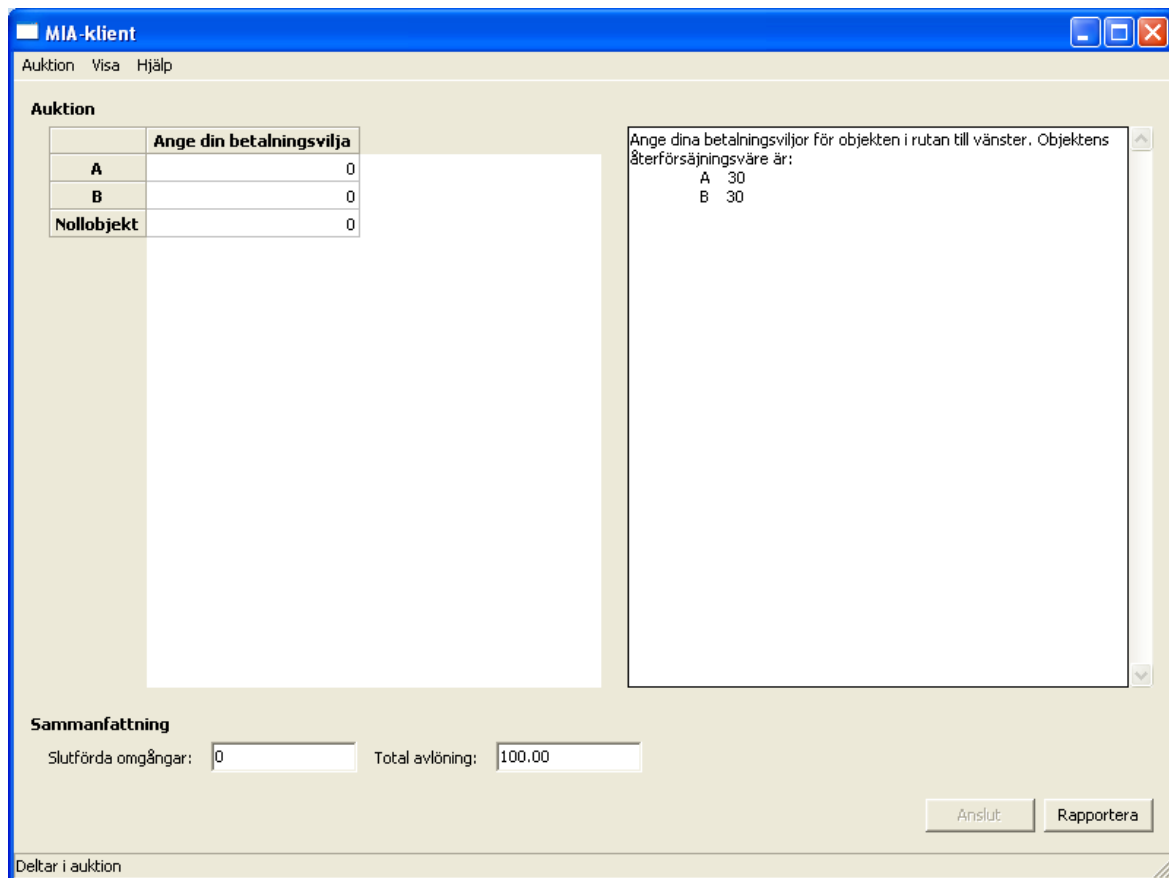 MIA-klient
Auktion Visa Hjälp
Auktion
Ange din betalningsvilja
A 0
B 0
Nollobjekt 0
Ange dina betalningsviljor för objekten i rutan till vänster. Objektens
återförsäjningsväre är:
A 30
B 30
Sammanfattning
Slutförda omgångar: 0 Total avlöning: 100.00
Anslut Rapportera
Deltar i auktion